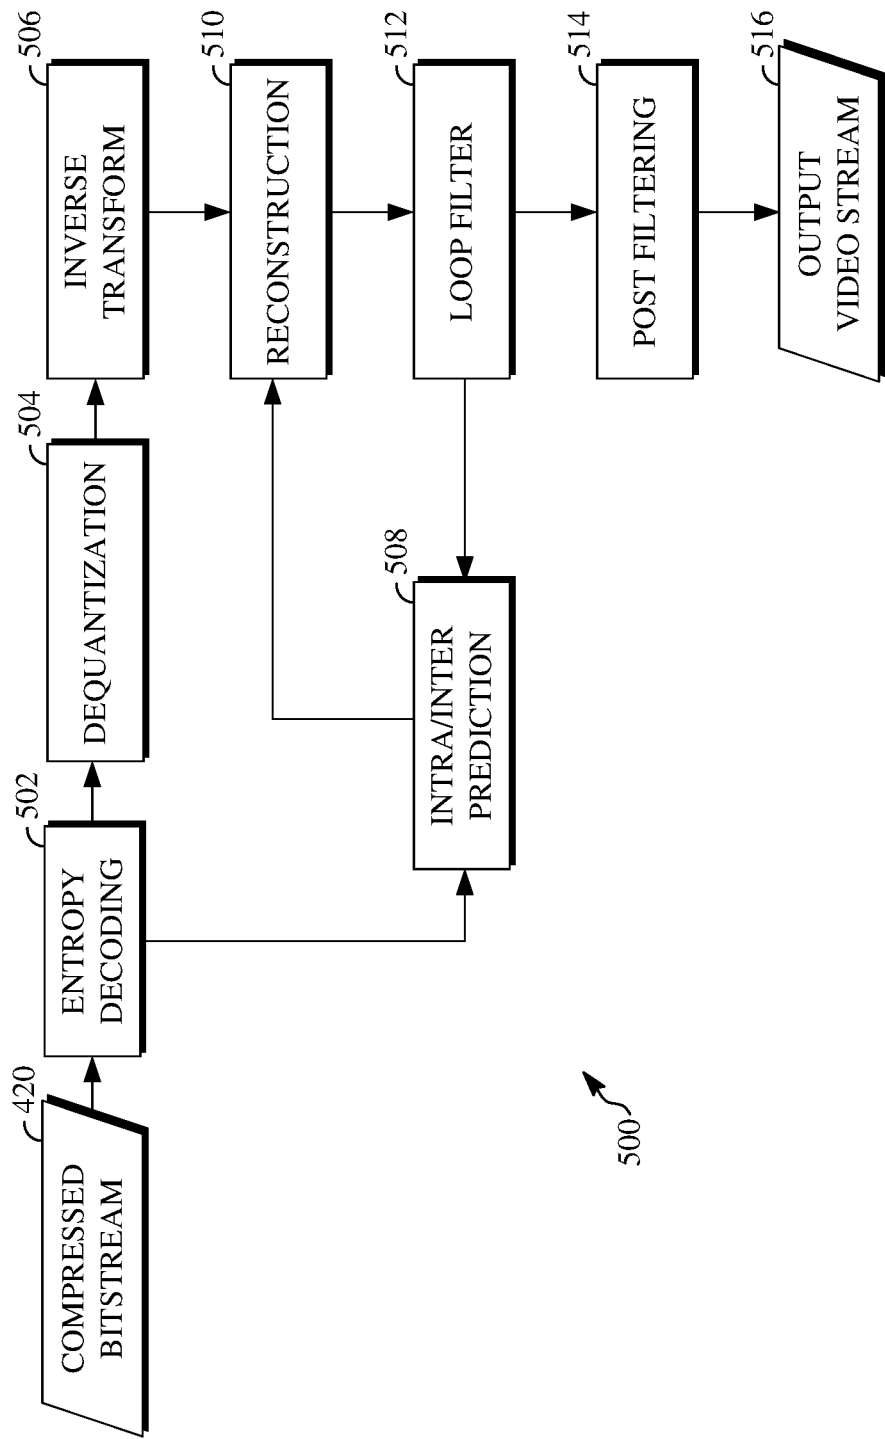 420
COMPRESSED
BITSTREAM
502
ENTROPY
DECODING
504
DEQUANTIZATION
506
INVERSE
TRANSFORM
508
INTRA/INTER
PREDICTION
510
RECONSTRUCTION
512
LOOP FILTER
514
POST FILTERING
516
OUTPUT
VIDEO STREAM
500